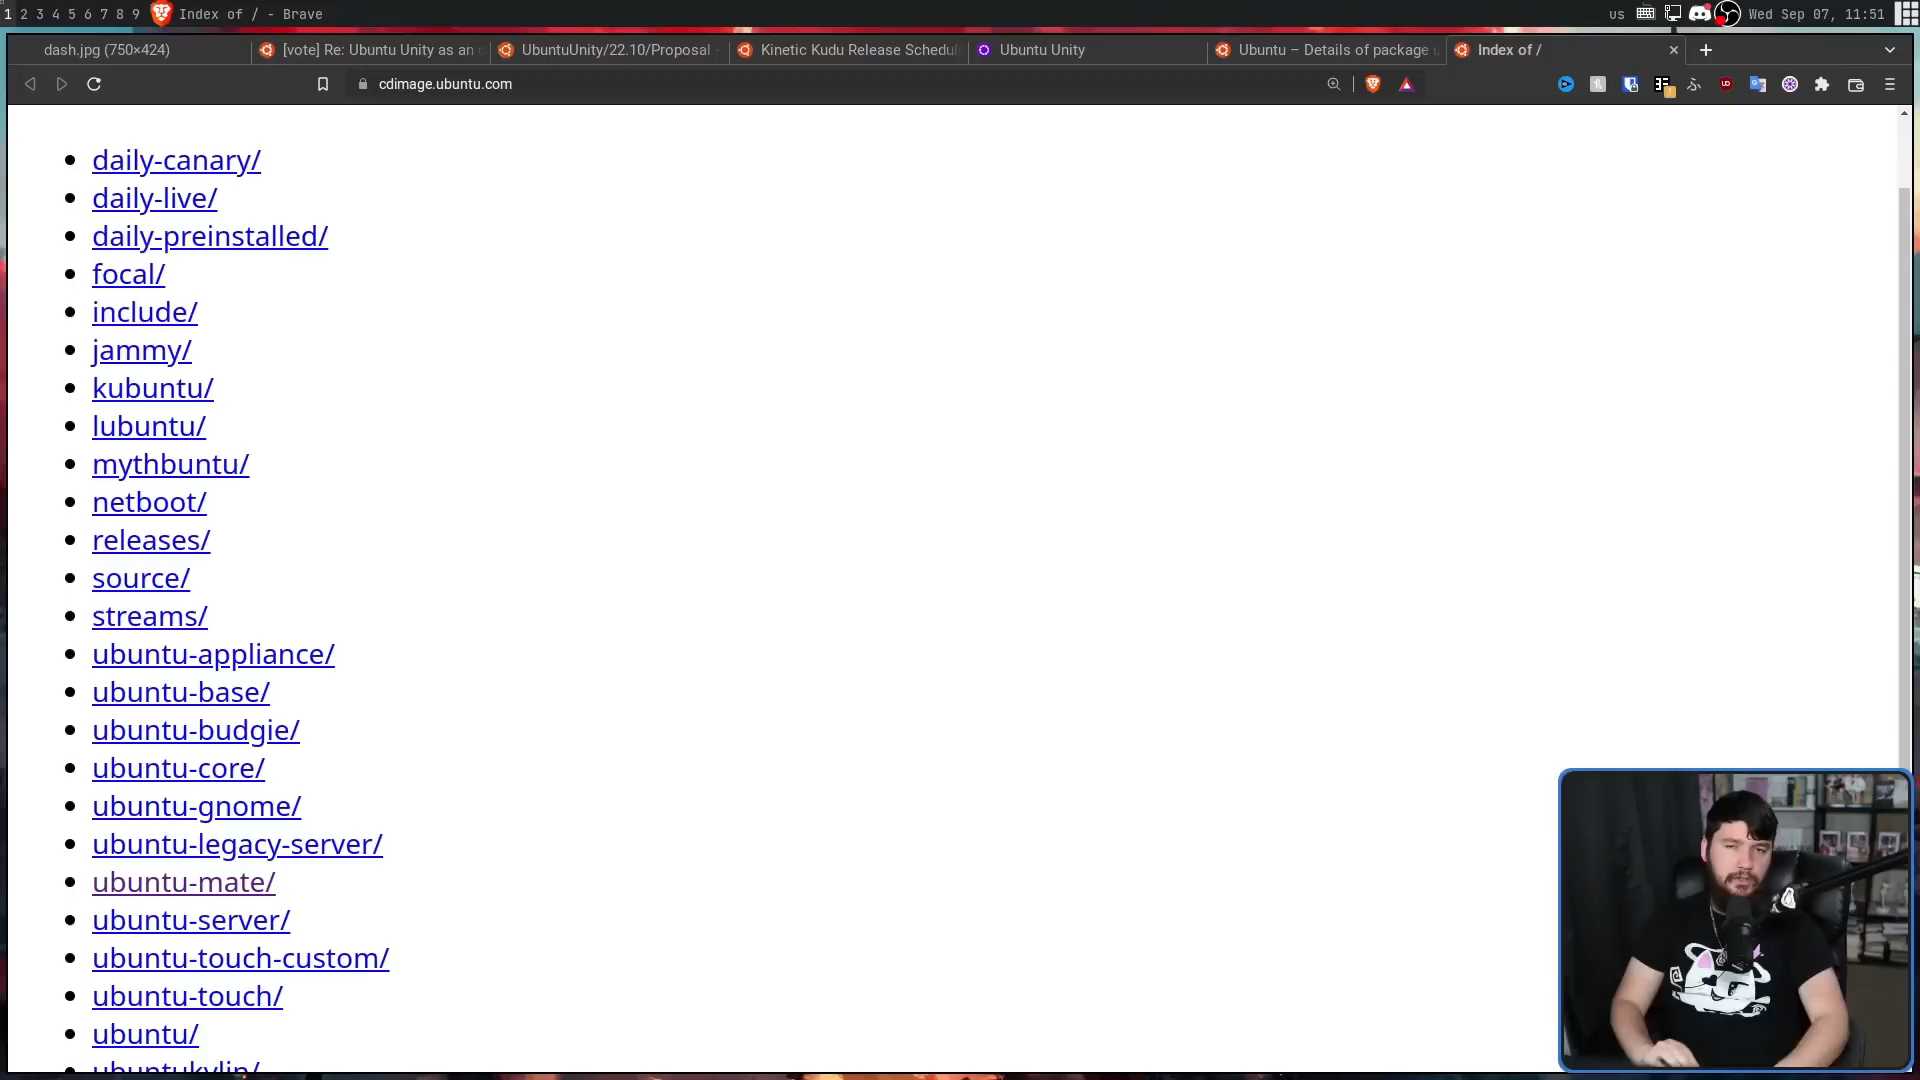 1 2 3 4 5 6 7 8 9 Index of / - Brave us Wed Sep 07, 11:51
dash.jpg (750×424) [vote] Re: Ubuntu Unity as an UbuntuUnity/22.10/Proposal Kinetic Kudu Release Schedul Ubuntu Unity Ubuntu – Details of package u Index of /
cdimage.ubuntu.com
daily-canary/
daily-live/
daily-preinstalled/
focal/
include/
jammy/
kubuntu/
lubuntu/
mythbuntu/
netboot/
releases/
source/
streams/
ubuntu-appliance/
ubuntu-base/
ubuntu-budgie/
ubuntu-core/
ubuntu-gnome/
ubuntu-legacy-server/
ubuntu-mate/
ubuntu-server/
ubuntu-touch-custom/
ubuntu-touch/
ubuntu/
ubuntukylin/